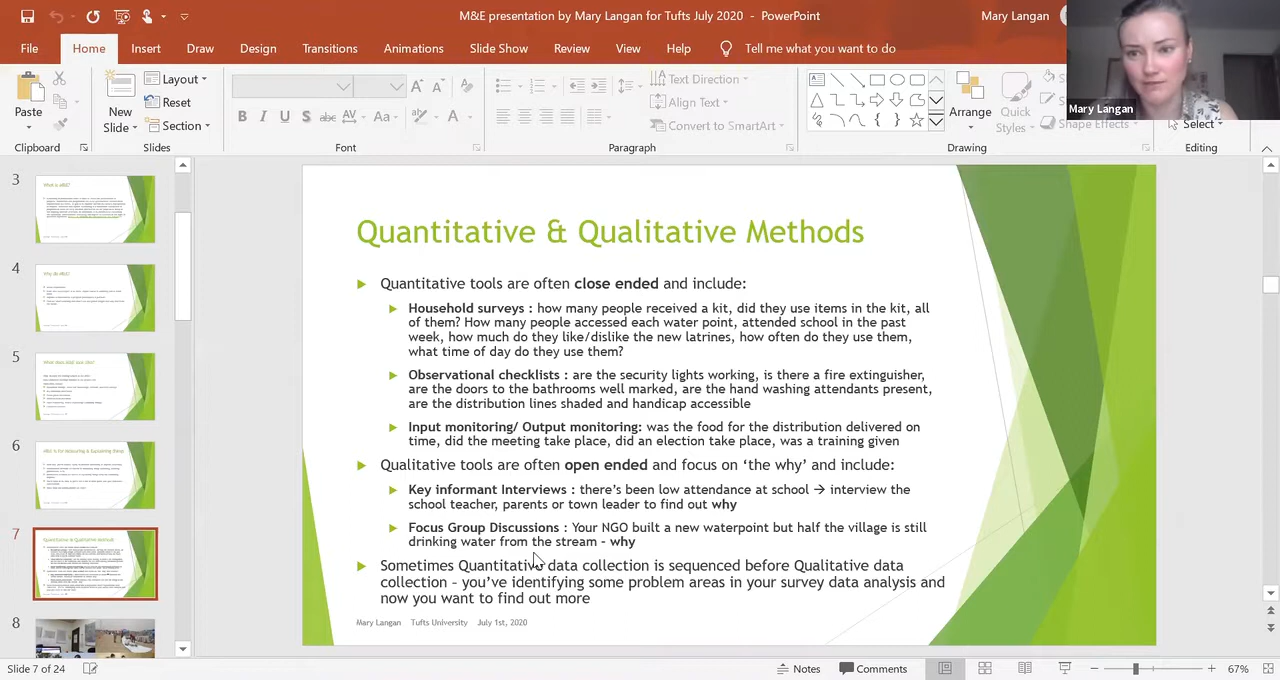 M&E presentation by Mary Langan for Tufts July 2020 - PowerPoint
Mary Langan
File Home Insert Draw Design Transitions Animations Slide Show Review View Help Tell me what you want to do
Paste
Clipboard
New
Slide
Layout
Reset
Section
Slides
B I U S abc AV Aa A
Font
Text Direction
Align Text
Convert to SmartArt
Paragraph
Arrange
Quick
Styles
Shape Effects
Drawing
Select
Editing
Mary Langan
3
4
5
6
7
8
Quantitative & Qualitative Methods
Quantitative tools are often close ended and include:
Household surveys : how many people received a kit, did they use items in the kit, all
of them? How many people accessed each water point, attended school in the past
week, how much do they like/dislike the new latrines, how often do they use them,
what time of day do they use them?
Observational checklists : are the security lights working, is there a fire extinguisher,
are the doors of the bathrooms well marked, are the hand washing attendants present,
are the distribution lines shaded and handicap accessible
Input monitoring/ Output monitoring: was the food for the distribution delivered on
time, did the meeting take place, did an election take place, was a training given
Qualitative tools are often open ended and focus on the why and include:
Key informant interviews : there's been low attendance at school → interview the
school teacher, parents or town leader to find out why
Focus Group Discussions : Your NGO built a new waterpoint but half the village is still
drinking water from the stream - why
Sometimes Quantitative data collection is sequenced before qualitative data
collection - you're identifying some problem areas in preliminary data analysis and
now you want to find out more
Mary Langan Tufts University July 1st, 2020
Slide 7 of 24
Notes
Comments
67%